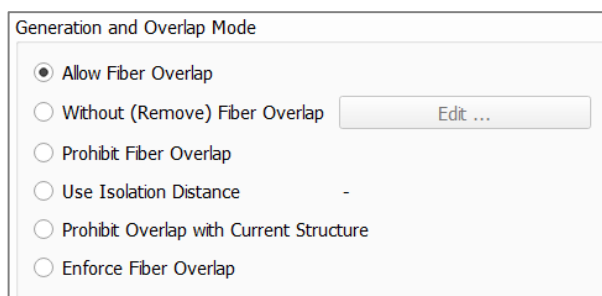 Generation and Overlap Mode
Allow Fiber Overlap
Without (Remove) Fiber Overlap Edit ...
Prohibit Fiber Overlap
Use Isolation Distance -
Prohibit Overlap with Current Structure
Enforce Fiber Overlap